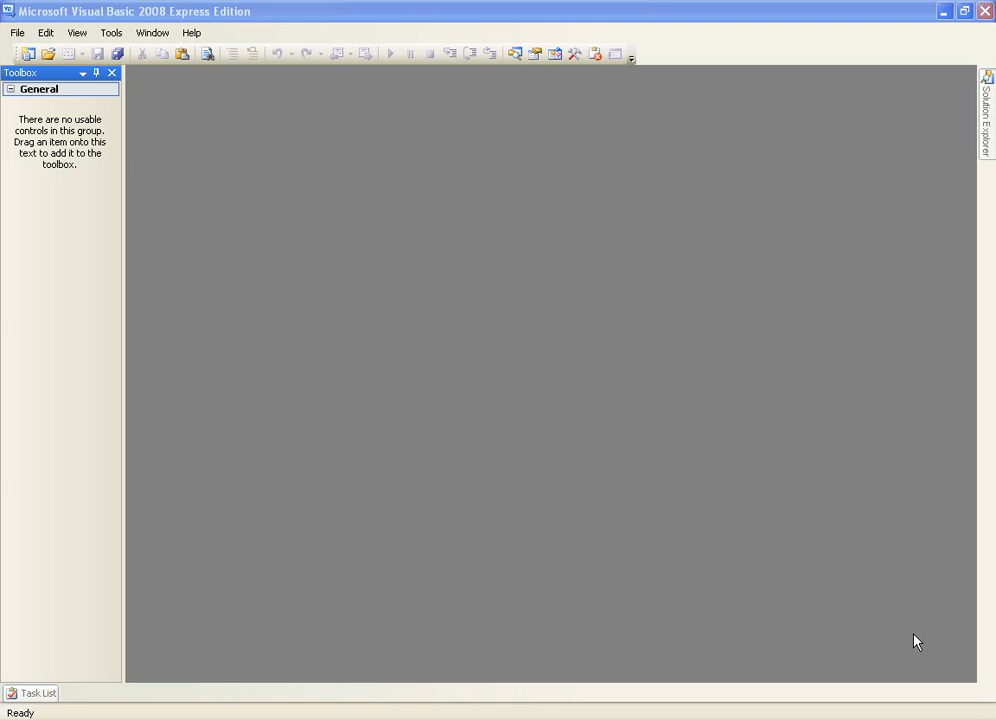 Microsoft Visual Basic 2008 Express Edition
File Edit View Tools Window Help
Toolbox
General
There are no usable
controls in this group.
Drag an item onto this
text to add it to the
toolbox.
Solution Explorer
Task List
Ready